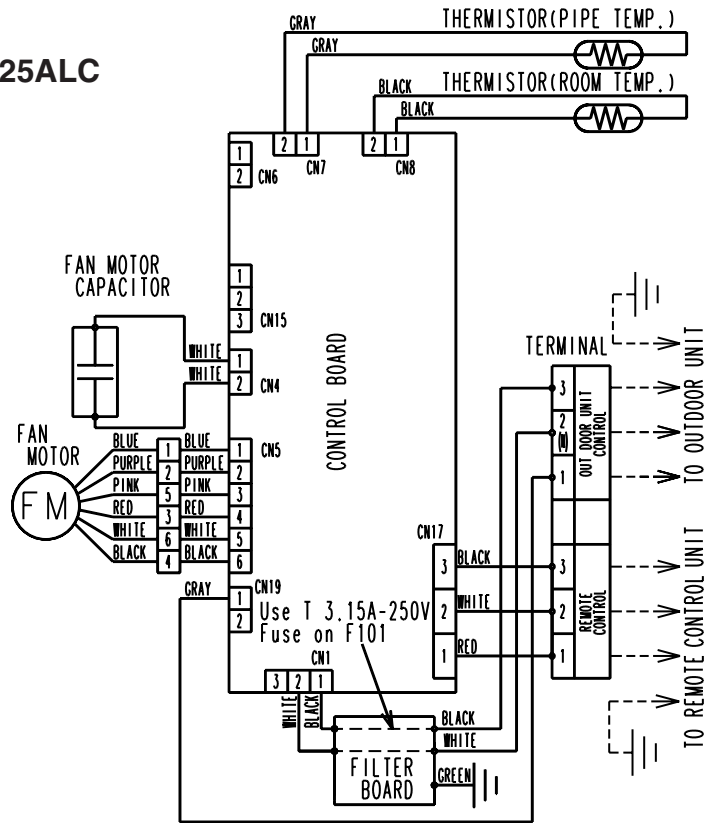 25ALC
GRAY
THERMISTOR(PIPE TEMP.)
GRAY
BLACK
THERMISTOR(ROOM TEMP.)
BLACK
2 1
CN7
2 1
CN8
1
2
CN6
FAN MOTOR
CAPACITOR
1
2
3
CN15
WHITE
WHITE
1
2
CN4
CONTROL BOARD
TERMINAL
3
2
(N)
1
OUT DOOR UNIT
CONTROL
TO OUTDOOR UNIT
FAN
MOTOR
FM
BLUE 1 BLUE 1 CN5
PURPLE 2 PURPLE 2
PINK 5 PINK 3
RED 3 RED 4
WHITE 6 WHITE 5
BLACK 4 BLACK 6
CN17
3 BLACK 3
2 WHITE 2
1 RED 1
REMOTE
CONTROL
TO REMOTE CONTROL UNIT
GRAY
1
2
CN19
Use T 3.15A-250V
Fuse on F101
CN1
3 2 1
WHITE
BLACK
BLACK
WHITE
GREEN
FILTER
BOARD